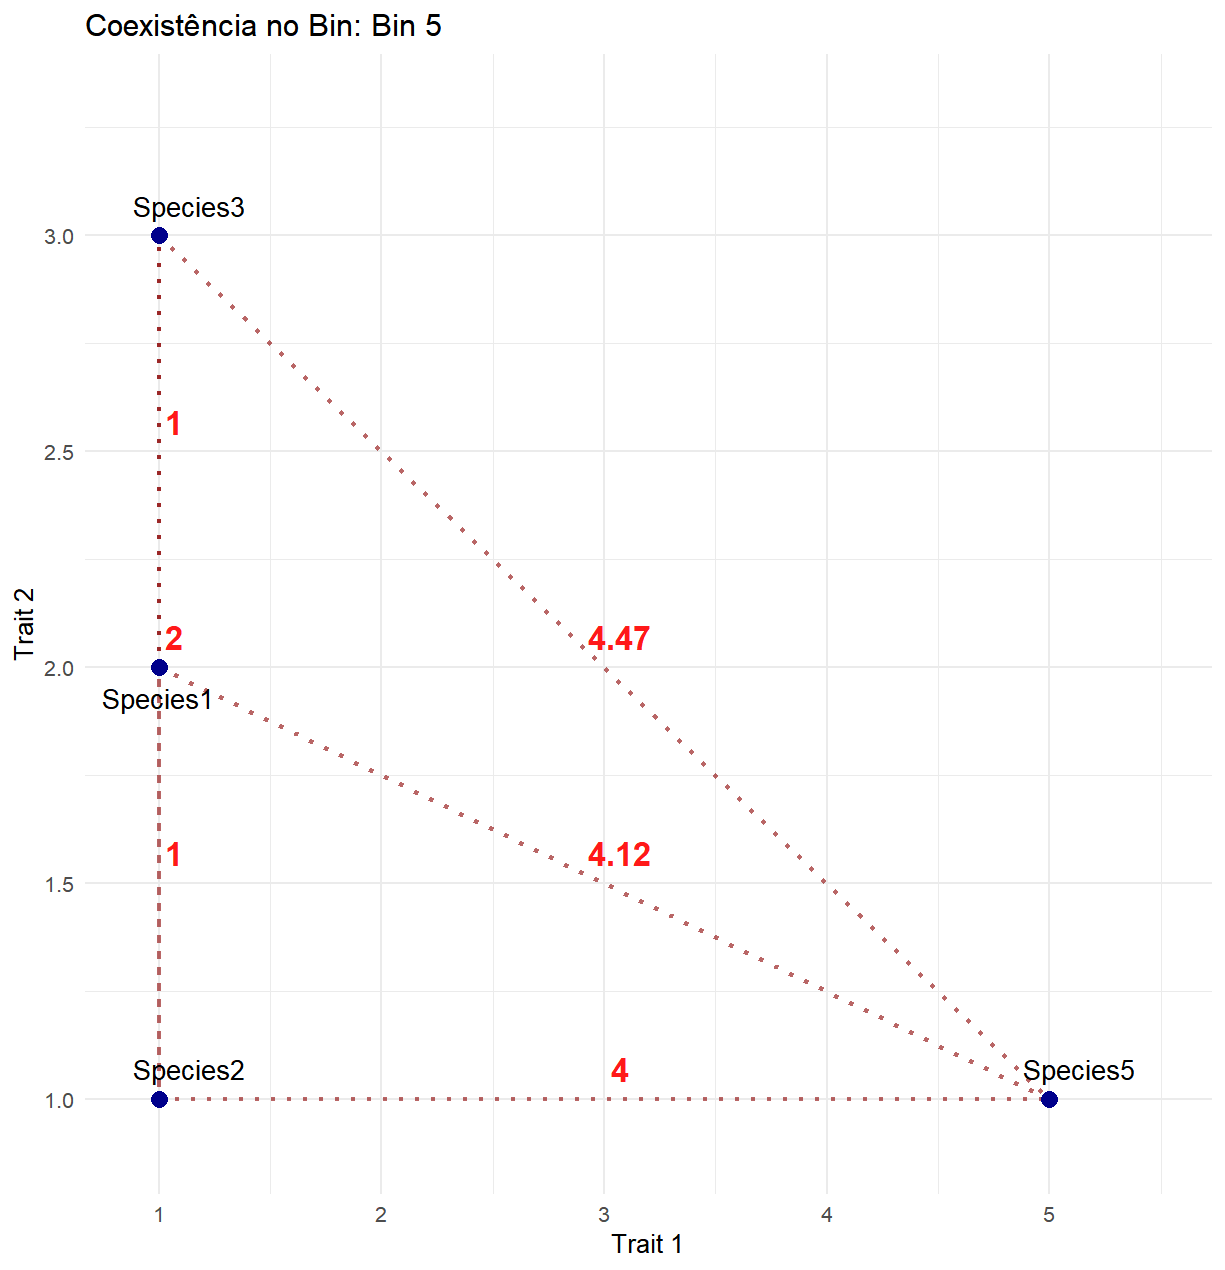 Coexistência no Bin: Bin 5
Species3
3.0
1
2.5
Trait 2
2
4.47
2.0
Species1
1
4.12
1.5
Species2
4
Species5
1.0
1 2 3 4 5
Trait 1